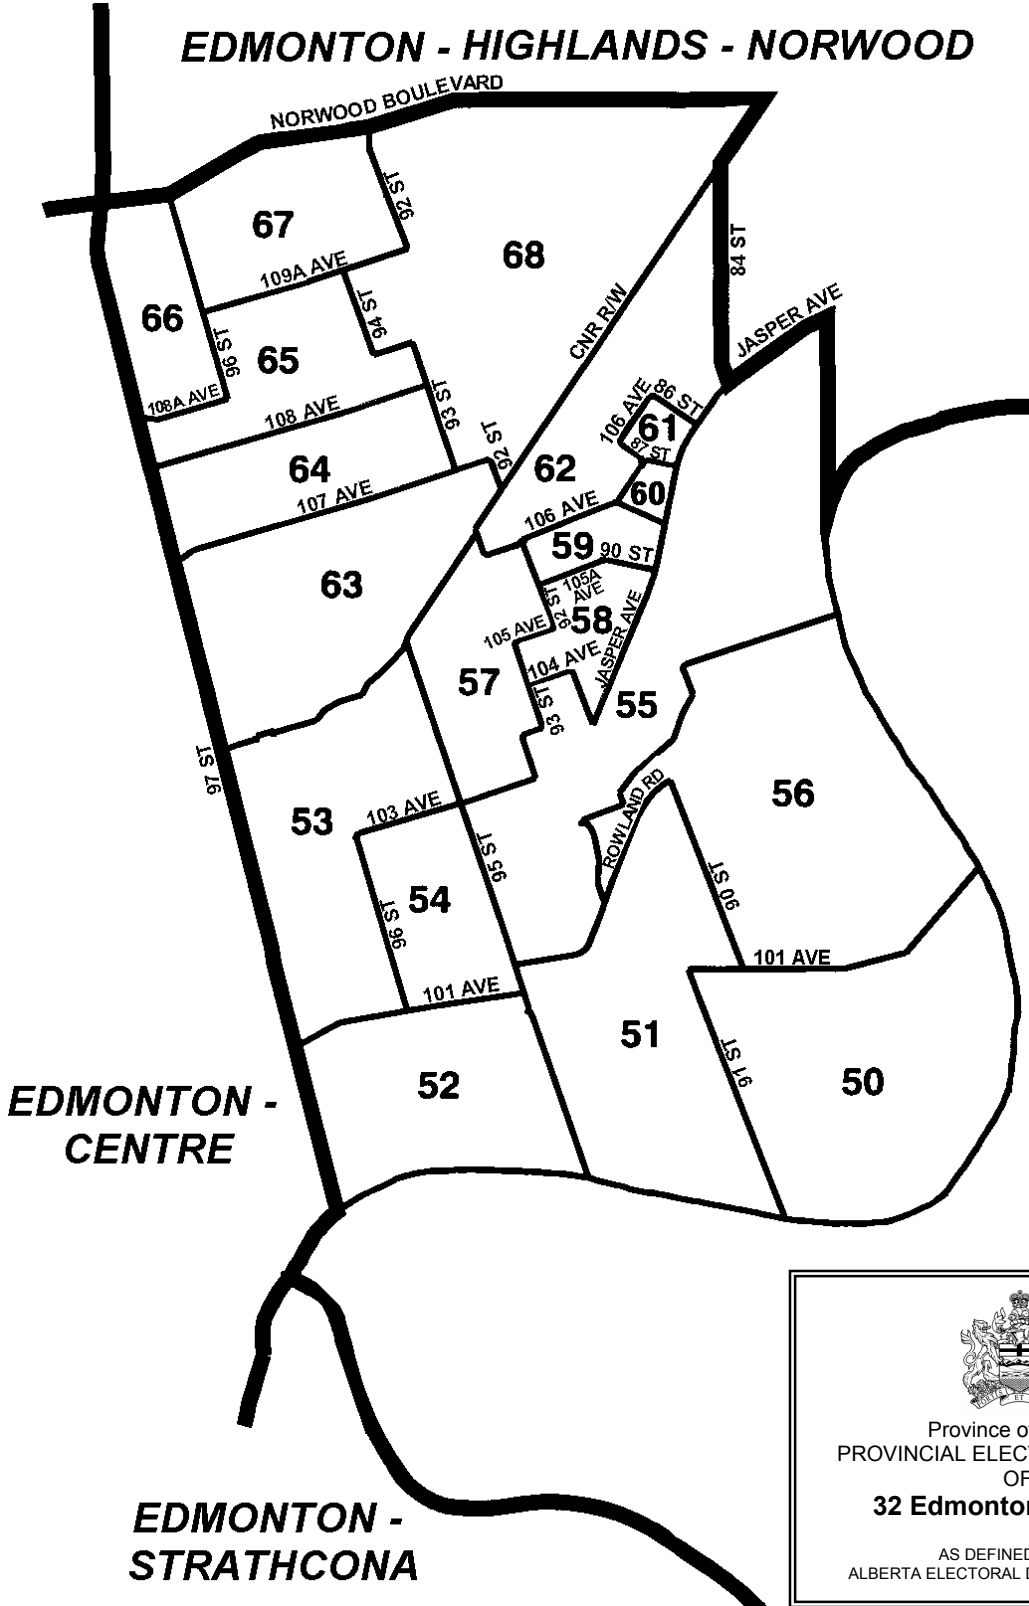 EDMONTON - HIGHLANDS - NORWOOD
NORWOOD BOULEVARD
92 ST
67
68
84 ST
109A AVE
66
94 ST
CNR R/W
JASPER AVE
96 ST
65
108A AVE
108 AVE
93 ST
106 AVE
86 ST
61
87 ST
92 ST
64
62
60
107 AVE
106 AVE
59
90 ST
63
105A
AVE
92 ST
58
105 AVE
JASPER AVE
104 AVE
57
93 ST
55
97 ST
53
103 AVE
ROWLAND RD
56
95 ST
54
90 ST
96 ST
101 AVE
101 AVE
51
91 ST
52
50
EDMONTON -
CENTRE
Province of
PROVINCIAL ELECT
OF
32 Edmonton
AS DEFINED
ALBERTA ELECTORAL D
EDMONTON -
STRATHCONA